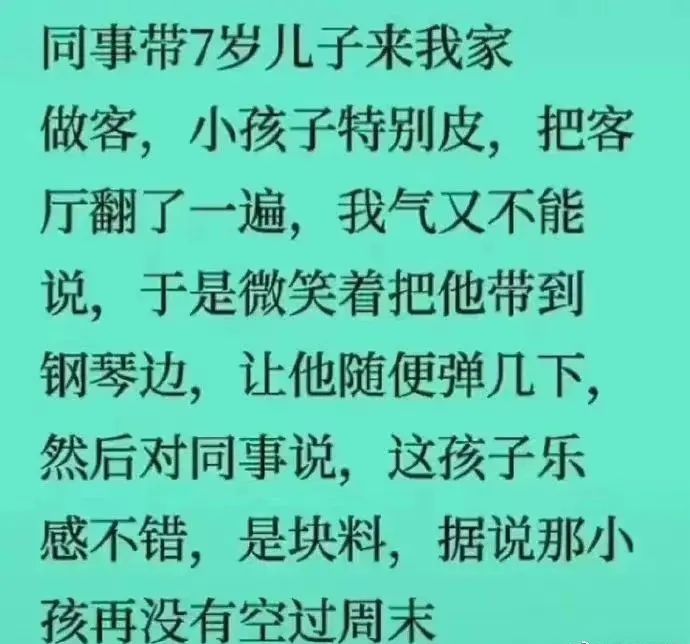 同事带7岁儿子来我家
做客，小孩子特别皮，把客
厅翻了一遍，我气又不能
说，于是微笑着把他带到
钢琴边，让他随便弹几下，
然后对同事说，这孩子乐
感不错，是块料，据说那小
孩再没有空过周末